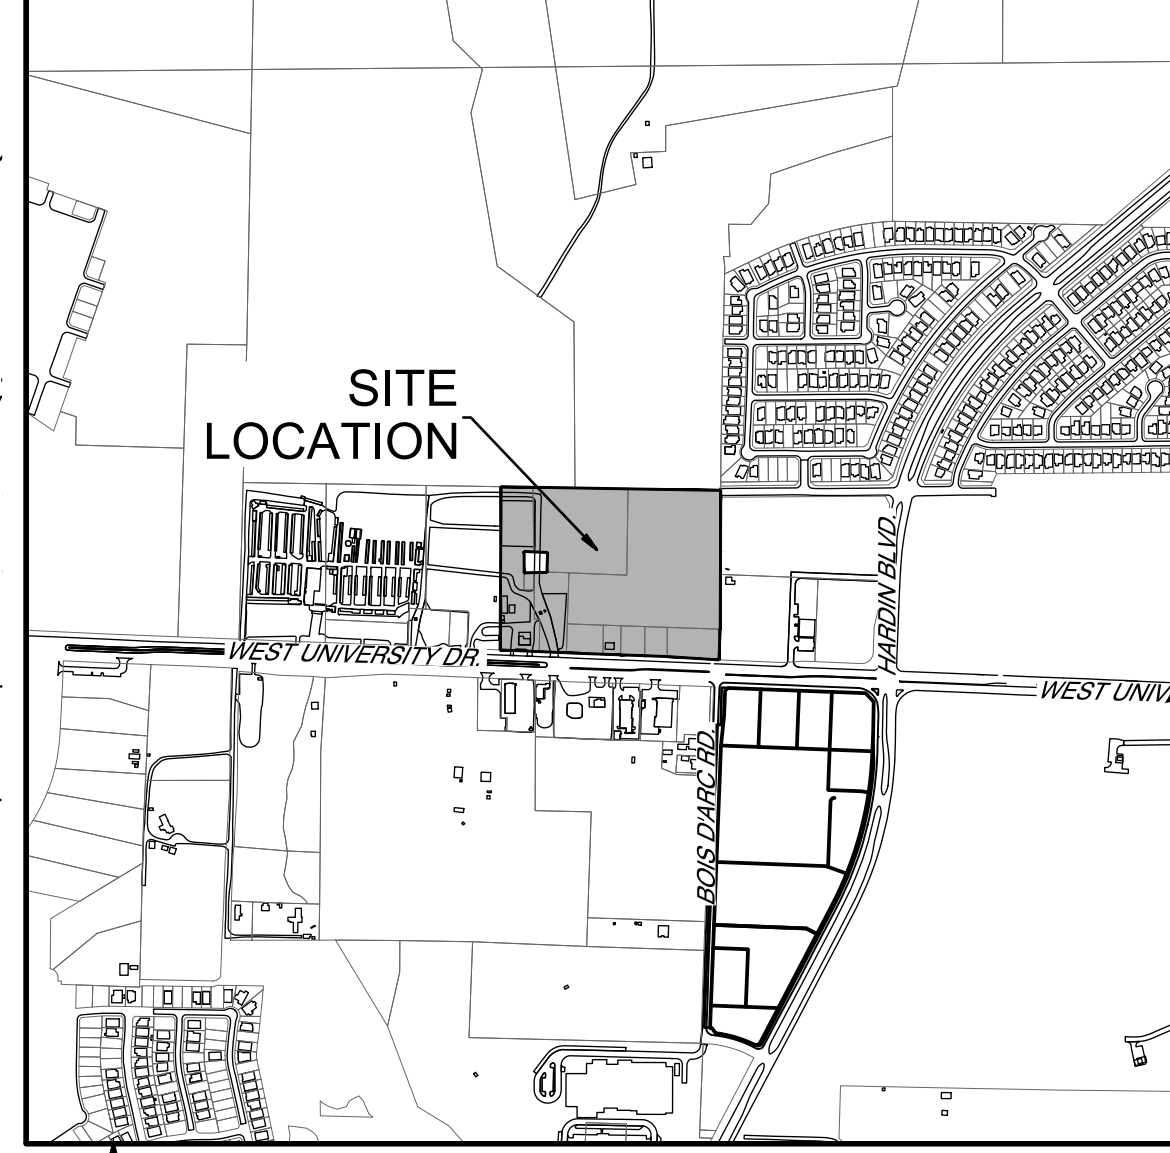 SITE
LOCATION
HARDIN BLVD.
WEST UNIVERSITY DR.
WEST UNIV
BOIS D'ARC RD.